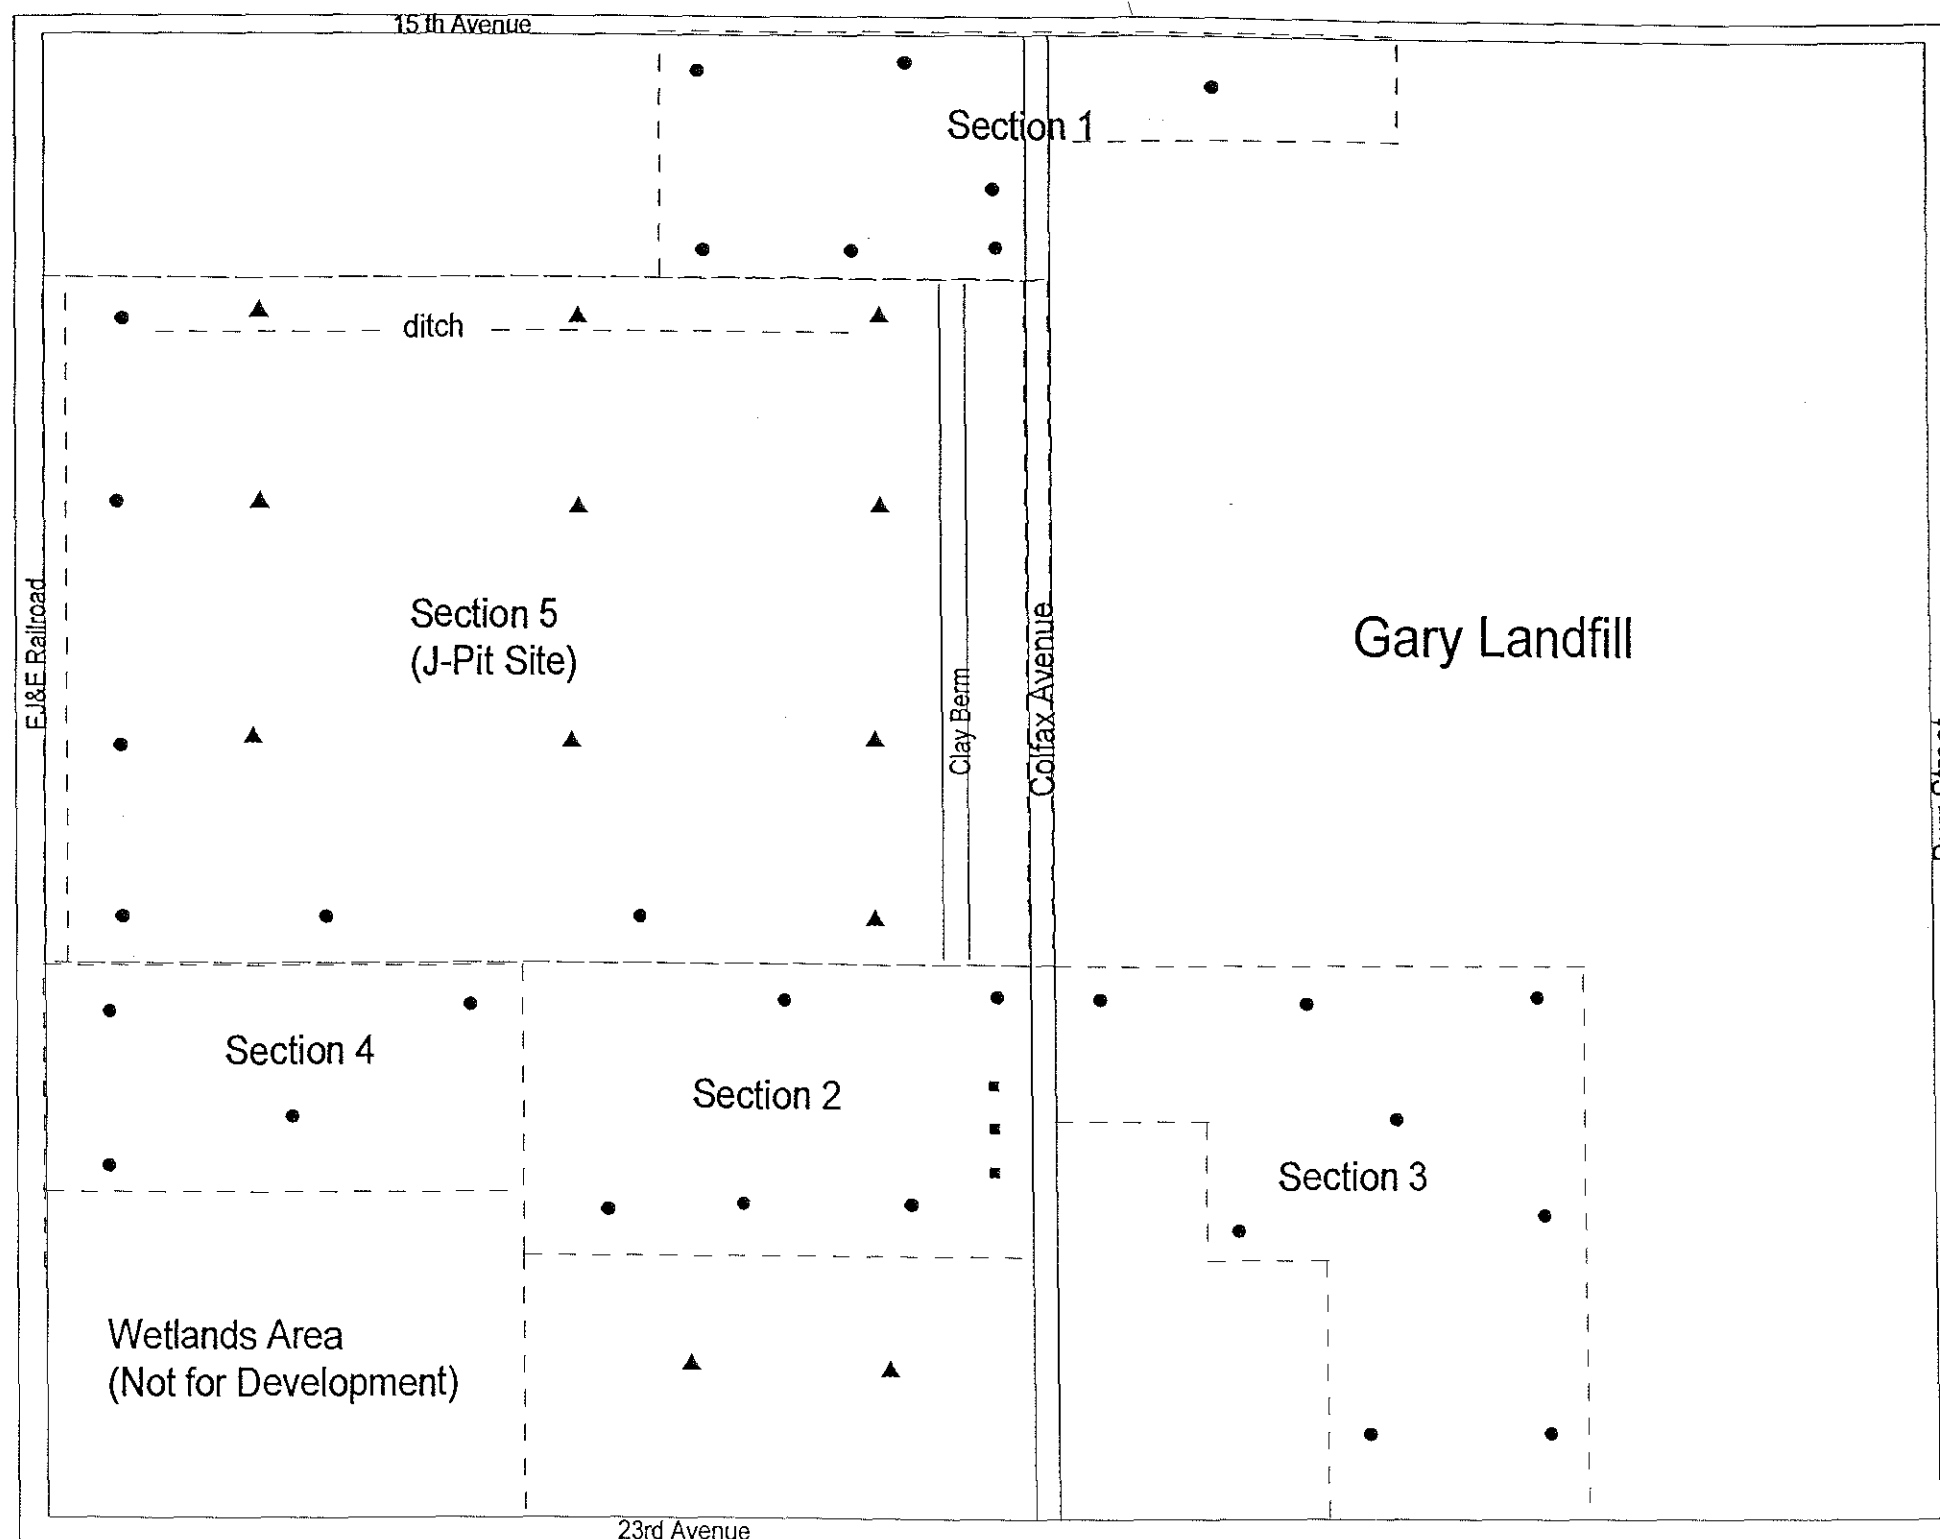 15 th Avenue
Section 1
ditch
Section 5
(J-Pit Site)
EJ&E Railroad
Clay Berm
Colfax Avenue
Gary Landfill
Section 4
Section 2
Section 3
Wetlands Area
(Not for Development)
23rd Avenue